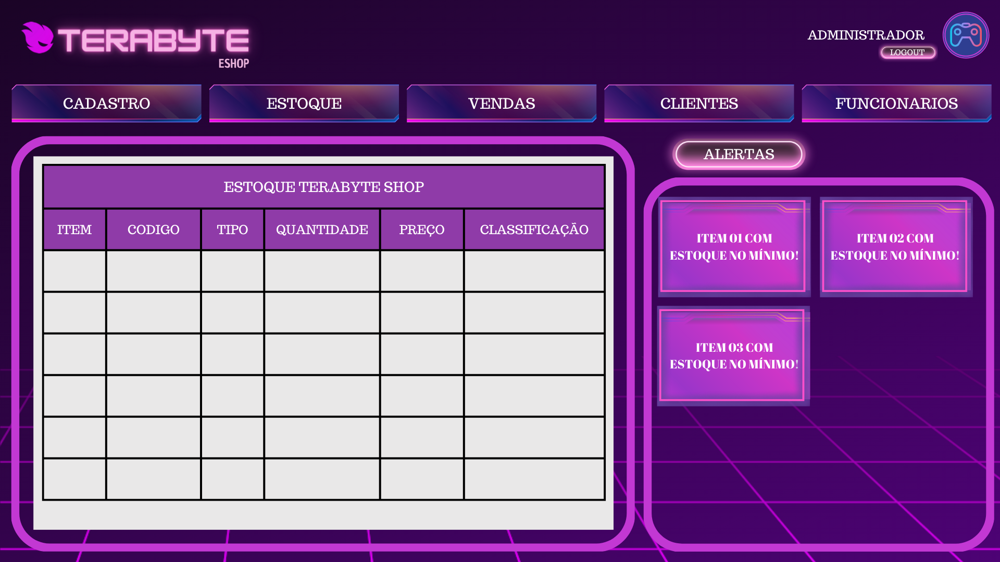 TERABYTE
ESHOP
ADMINISTRADOR
LOGOUT
CADASTRO
ESTOQUE
VENDAS
CLIENTES
FUNCIONARIOS
ESTOQUE TERABYTE SHOP
ITEM
CODIGO
TIPO
QUANTIDADE
PREÇO
CLASSIFICAÇÃO
ALERTAS
ITEM 01 COM
ESTOQUE NO MÍNIMO!
ITEM 02 COM
ESTOQUE NO MÍNIMO!
ITEM 03 COM
ESTOQUE NO MÍNIMO!